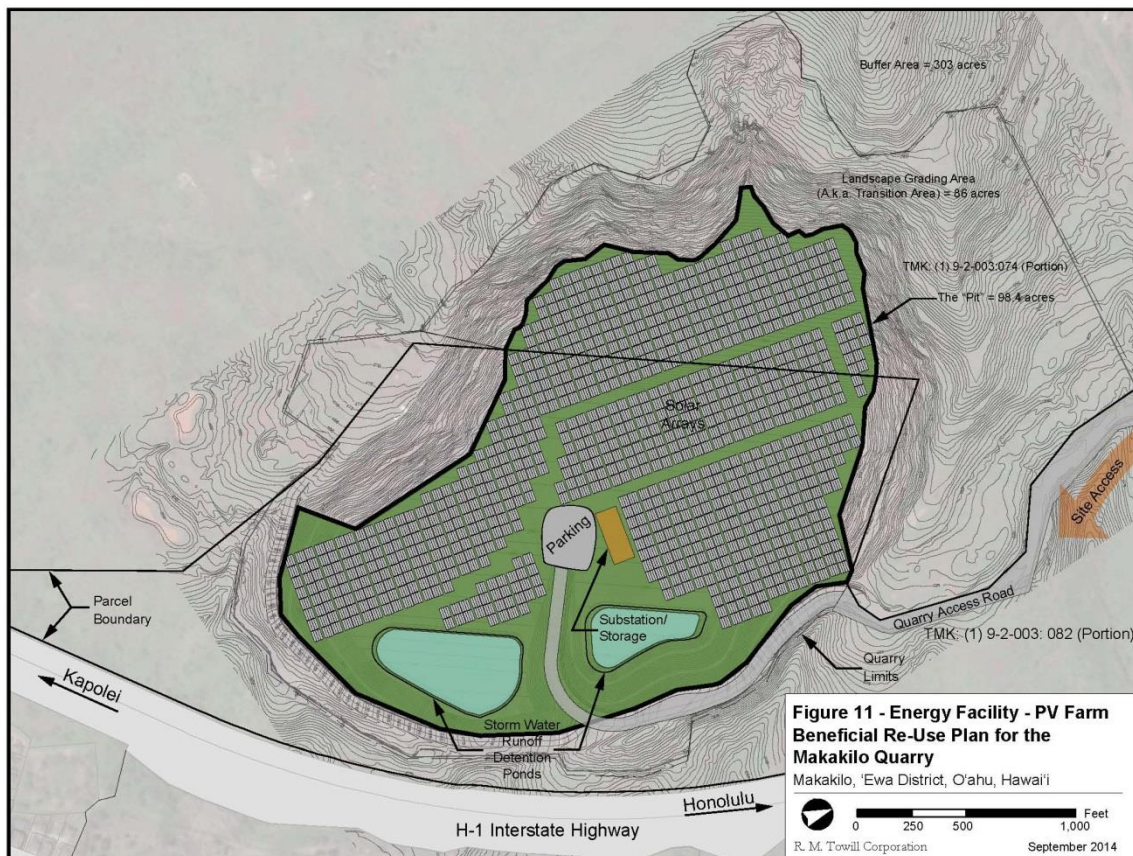 Buffer Area = 303 acres
Landscape Grading Area
(A.k.a. Transition Area) = 86 acres
TMK: (1) 9-2-003:074 (Portion)
The "Pit" = 98.4 acres
Solar
Arrays
Site Access
Parking
Parcel
Boundary
Substation/
Storage
Quarry Access Road
TMK: (1) 9-2-003: 082 (Portion)
Quarry
Limits
Kapolei
Storm Water
Runoff
Detention
Ponds
Honolulu
H-1 Interstate Highway
Figure 11 - Energy Facility - PV Farm
Beneficial Re-Use Plan for the
Makakilo Quarry
Makakilo, 'Ewa District, O'ahu, Hawai'i
Feet
0 250 500 1,000
R. M. Towill Corporation September 2014